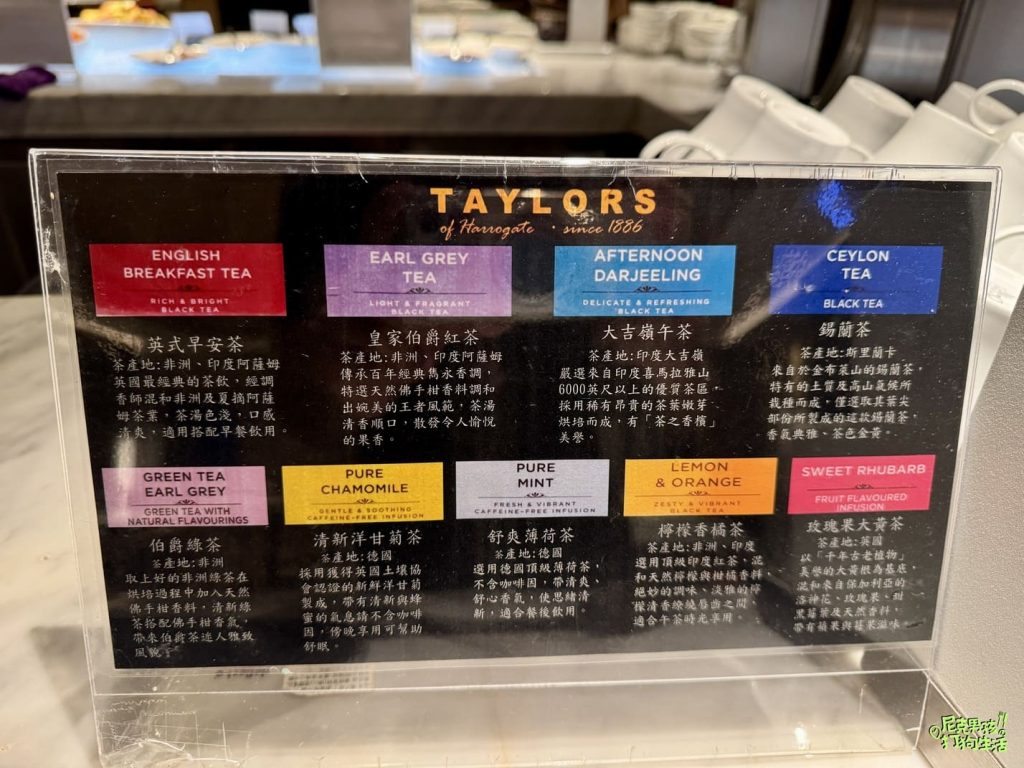 TAYLORS
of Harrogate · since 1886
ENGLISH
BREAKFAST TEA
RICH & BRIGHT
BLACK TEA
英式早安茶
茶產地:非洲、印度阿薩姆
英國最經典的茶飲，經調
香師混和非洲及夏摘阿薩
姆茶葉，茶湯色淺，口感
清爽，適用搭配早餐飲用。
EARL GREY
TEA
LIGHT & FRAGRANT
BLACK TEA
皇家伯爵紅茶
茶產地:非洲、印度阿薩姆
傳承百年經典雋永香調，
特選天然佛手柑香料調和
出婉美的王者風範，茶湯
清香順口，散發令人愉悅
的果香。
AFTERNOON
DARJEELING
DELICATE & REFRESHING
BLACK TEA
大吉嶺午茶
茶產地:印度大吉嶺
嚴選來自印度喜馬拉雅山
6000英尺以上的優質茶區，
採用稀有昂貴的茶葉嫩芽
烘培而成，有「茶之香檳」
美譽。
CEYLON
TEA
BLACK TEA
錫蘭茶
茶產地:斯里蘭卡
來自於金布萊山的錫蘭茶，
特有的土質及高山氣候所
栽種而成，僅選取其葉尖
部份所製成的這款錫蘭茶，
香氣典雅、茶色金黃。
GREEN TEA
EARL GREY
GREEN TEA WITH
NATURAL FLAVOURINGS
伯爵綠茶
茶產地:非洲
取上好的非洲綠茶在
烘培過程中加入天然
佛手柑香料，清新綠
茶搭配佛手柑香氣，
帶來伯爵茶迷人雅致
風貌。
PURE
CHAMOMILE
GENTLE & SOOTHING
CAFFEINE-FREE INFUSION
清新洋甘菊茶
茶產地:德國
採用獲得英國土壤協
會認證的新鮮洋甘菊
製成，帶有清新與蜂
蜜的氣息請不含咖啡
因，傍晚享用可幫助
舒眠。
PURE
MINT
FRESH & VIBRANT
CAFFEINE-FREE INFUSION
舒爽薄荷茶
茶產地:德國
選用德國頂級薄荷茶，
不含咖啡因，帶清爽、
舒心香氣，使思緒清
新，適合餐後飲用。
LEMON
& ORANGE
ZESTY & VIBRANT
BLACK TEA
檸檬香橘茶
茶產地:非洲、印度
選用頂級印度紅茶、混
和天然檸檬與柑橘香料
絕妙的調味、淡雅的檸
檬清香繚繞唇齒之間，
適合午茶時光享用。
SWEET RHUBARB
FRUIT FLAVOURED
INFUSION
玫瑰果大黃茶
茶產地:英國
以「千年古老植物」
美學的大黃根為基底，
混和來自保加利亞的
洛神花、玫瑰果、甜
黑莓葉及天然香料，
帶有蘋果與莓果滋味。
尼克果孩!!
打狗生活